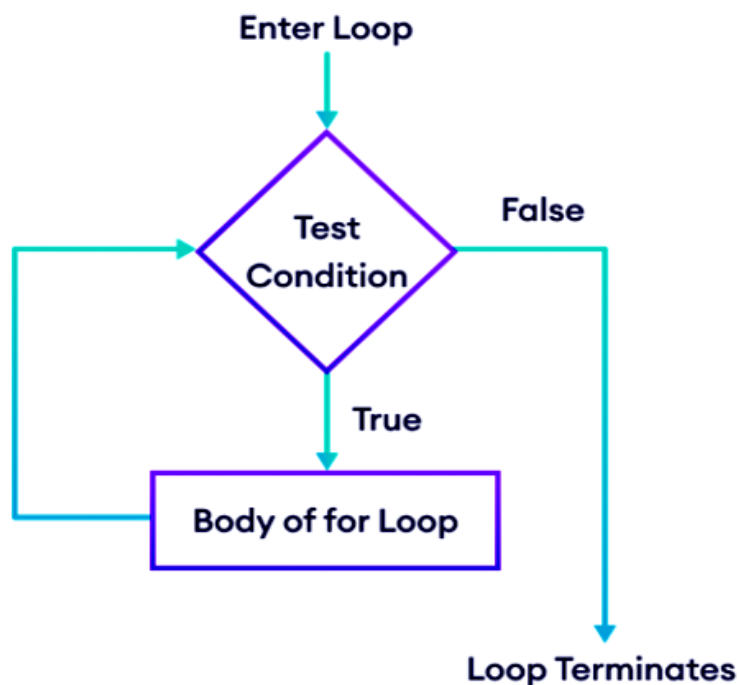 Enter Loop
Test
Condition
False
True
Body of for Loop
Loop Terminates